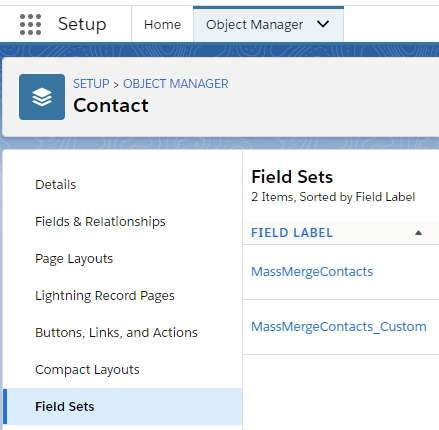 Setup
Home
Object Manager
SETUP > OBJECT MANAGER
Contact
Details
Fields & Relationships
Page Layouts
Lightning Record Pages
Buttons, Links, and Actions
Compact Layouts
Field Sets
Field Sets
2 Items, Sorted by Field Label
FIELD LABEL
MassMergeContacts
MassMergeContacts_Custom